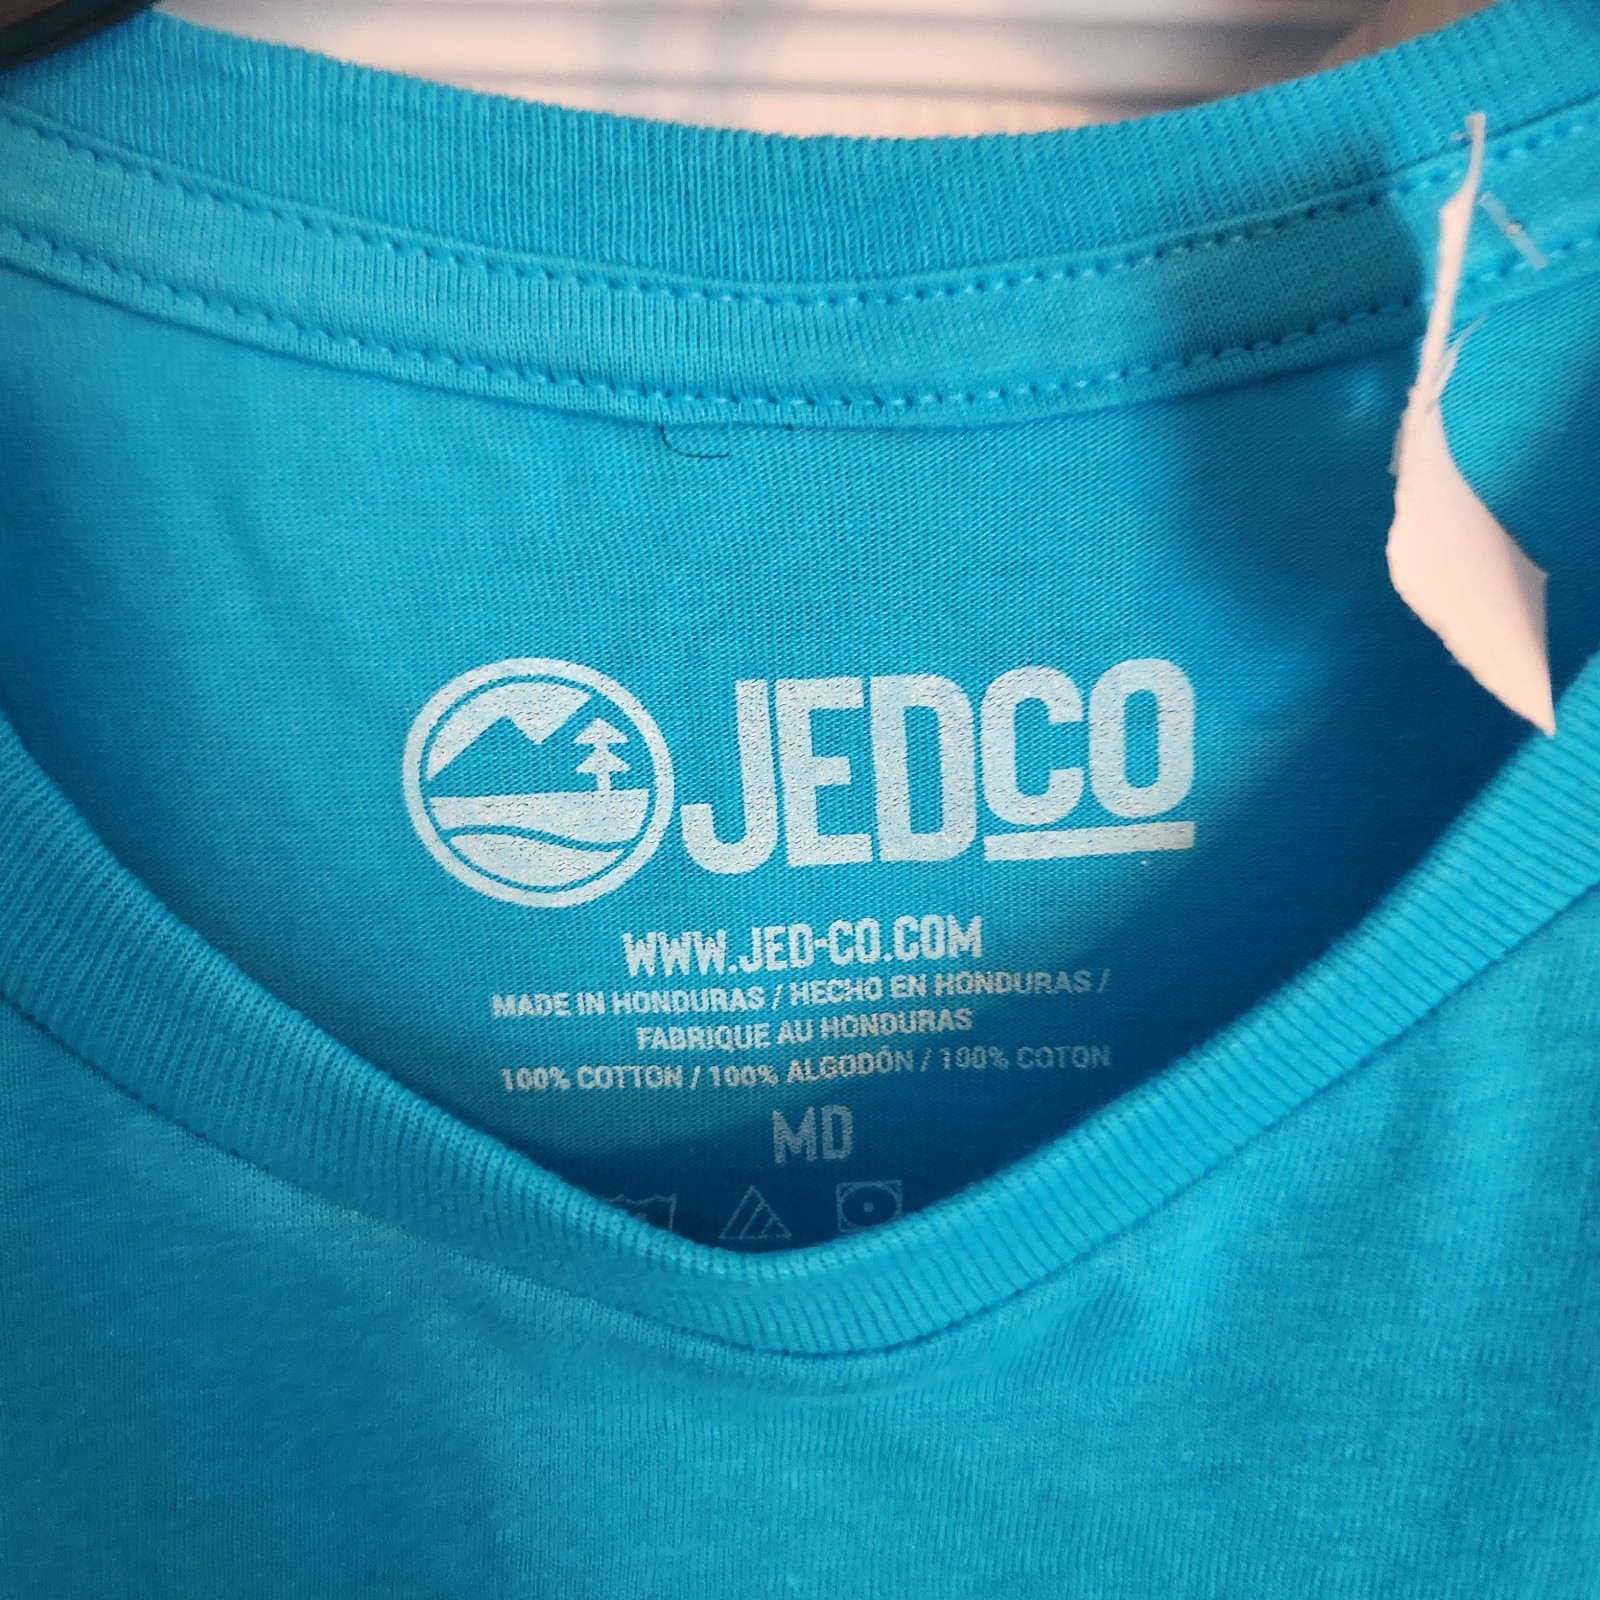 JEDCO
WWW.JED-CO.COM
MADE IN HONDURAS / HECHO EN HONDURAS /
FABRIQUE AU HONDURAS
100% COTTON / 100% ALGODÓN / 100% COTON
MD